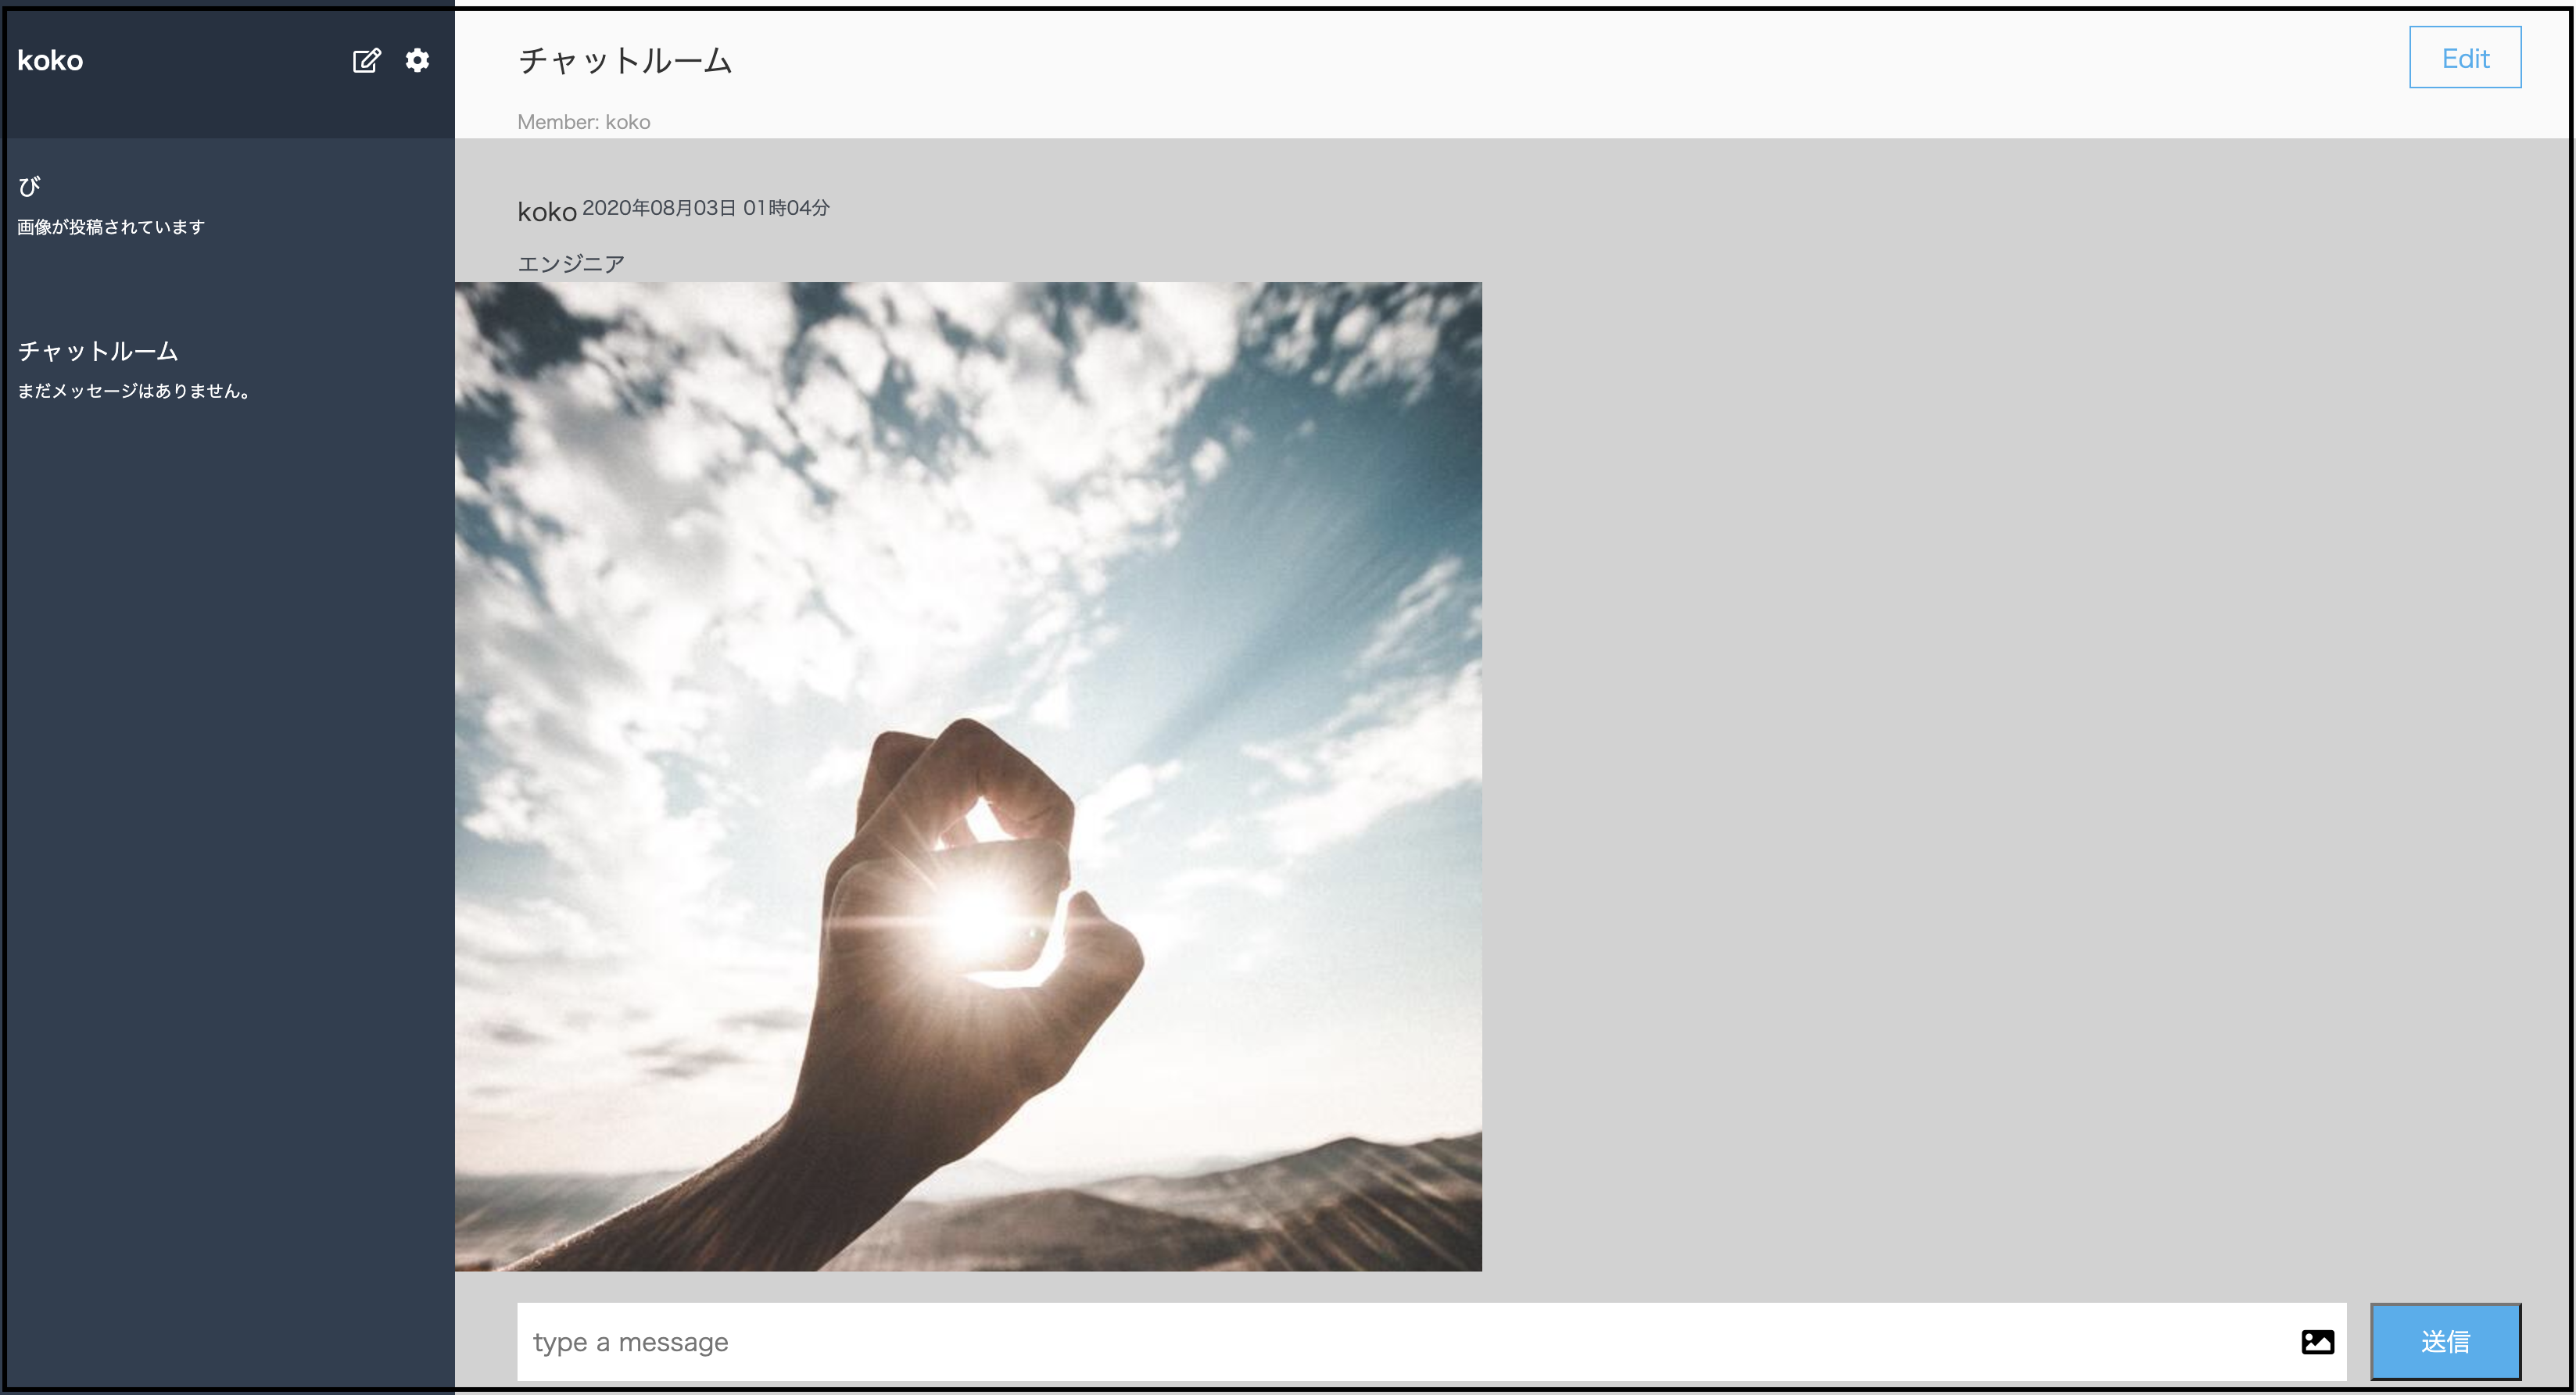 koko
び
画像が投稿されています
チャットルーム
まだメッセージはありません。
チャットルーム
Edit
Member: koko
koko 2020年08月03日 01時04分
エンジニア
type a message
送信